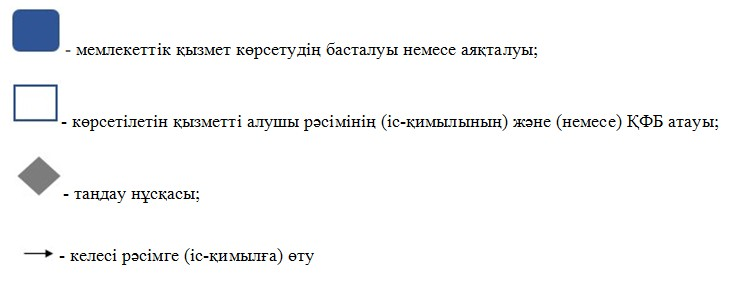 - мемлекеттік қызмет көрсетудің басталуы немесе аяқталуы;
- көрсетілетін қызметті алушы рәсімінің (іс-қимылының) және (немесе) ҚФБ атауы;
- таңдау нұсқасы;
- келесі рәсімге (іс-қимылға) өту